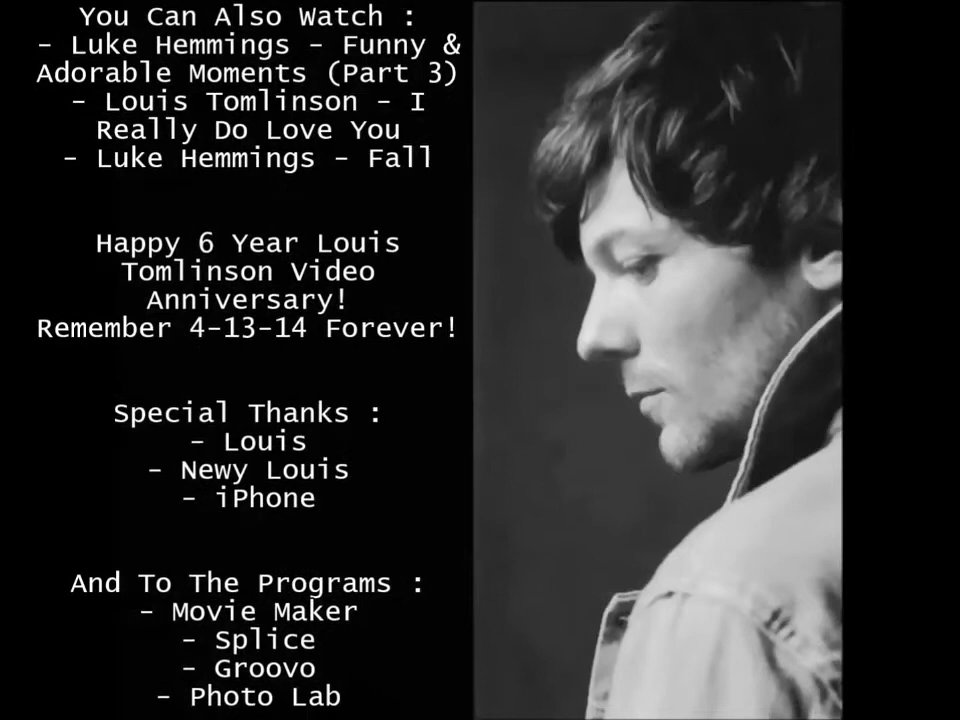 You Can Also Watch :
- Luke Hemmings - Funny &
Adorable Moments (Part 3)
- Louis Tomlinson - I
Really Do Love You
- Luke Hemmings - Fall
Happy 6 Year Louis
Tomlinson Video
Anniversary!
Remember 4-13-14 Forever!
Special Thanks :
- Louis
- Newy Louis
- iPhone
And To The Programs :
- Movie Maker
- Splice
- Groovo
- Photo Lab